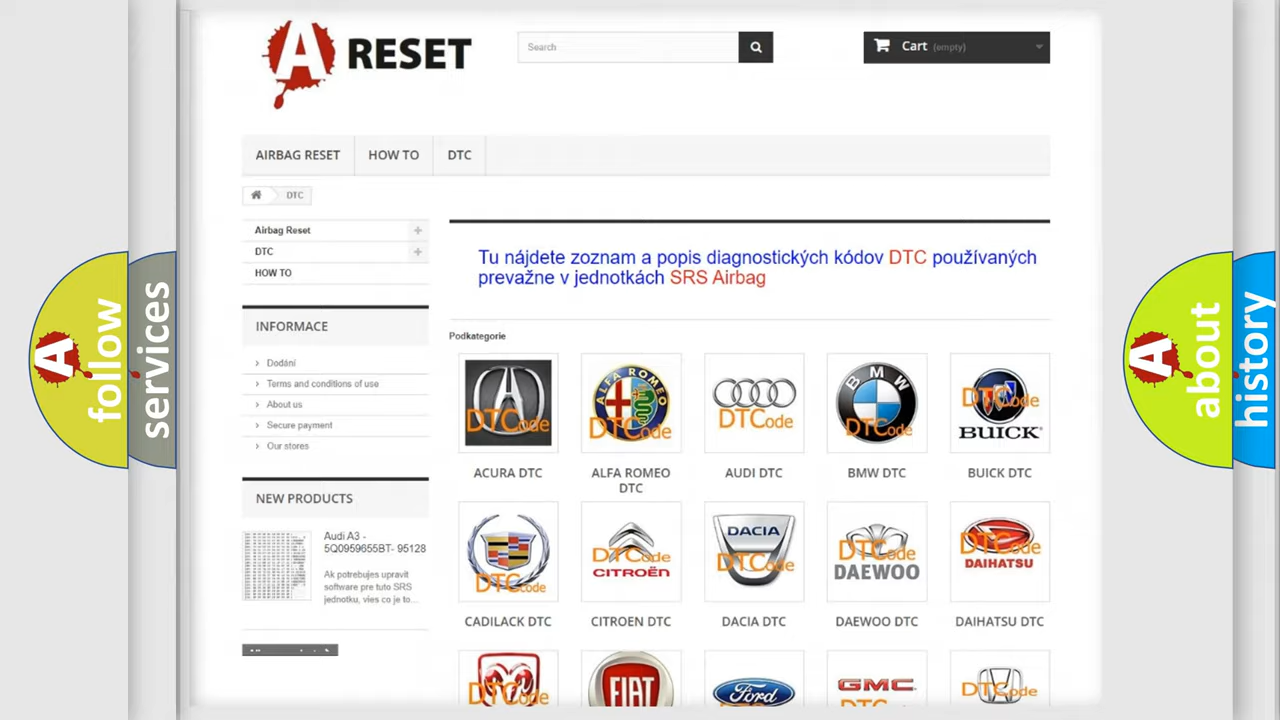 A RESET
Search
Cart (empty)
AIRBAG RESET
HOW TO
DTC
DTC
Airbag Reset
DTC
HOW TO
INFORMACE
Dodání
Terms and conditions of use
About us
Secure payment
Our stores
NEW PRODUCTS
Audi A3 -
5Q0959655BT- 95128
Ak potrebujes upravit
software pre tuto SRS
jednotku, vies co je to...
Tu nájdete zoznam a popis diagnostických kódov DTC používaných
prevažne v jednotkách SRS Airbag
Podkategorie
DTCode
ALFA ROMEO
DTCode
DTCode
BMW
DTCode
DTCode
BUICK
ACURA DTC
ALFA ROMEO
DTC
AUDI DTC
BMW DTC
BUICK DTC
DTCode
DTCode
CITROËN
DACIA
DTCode
DTCode
DAEWOO
DTCode
DAIHATSU
CADILACK DTC
CITROEN DTC
DACIA DTC
DAEWOO DTC
DAIHATSU DTC
DTCode
FIAT
Ford
GMC
DTCode
A follow
services
A about
history